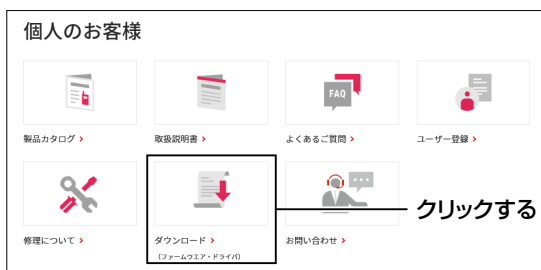 個人のお客様
FAQ
製品カタログ >
取扱説明書 >
よくあるご質問 >
ユーザー登録 >
修理について >
ダウンロード >
(ファームウエア・ドライバ)
お問い合わせ >
クリックする